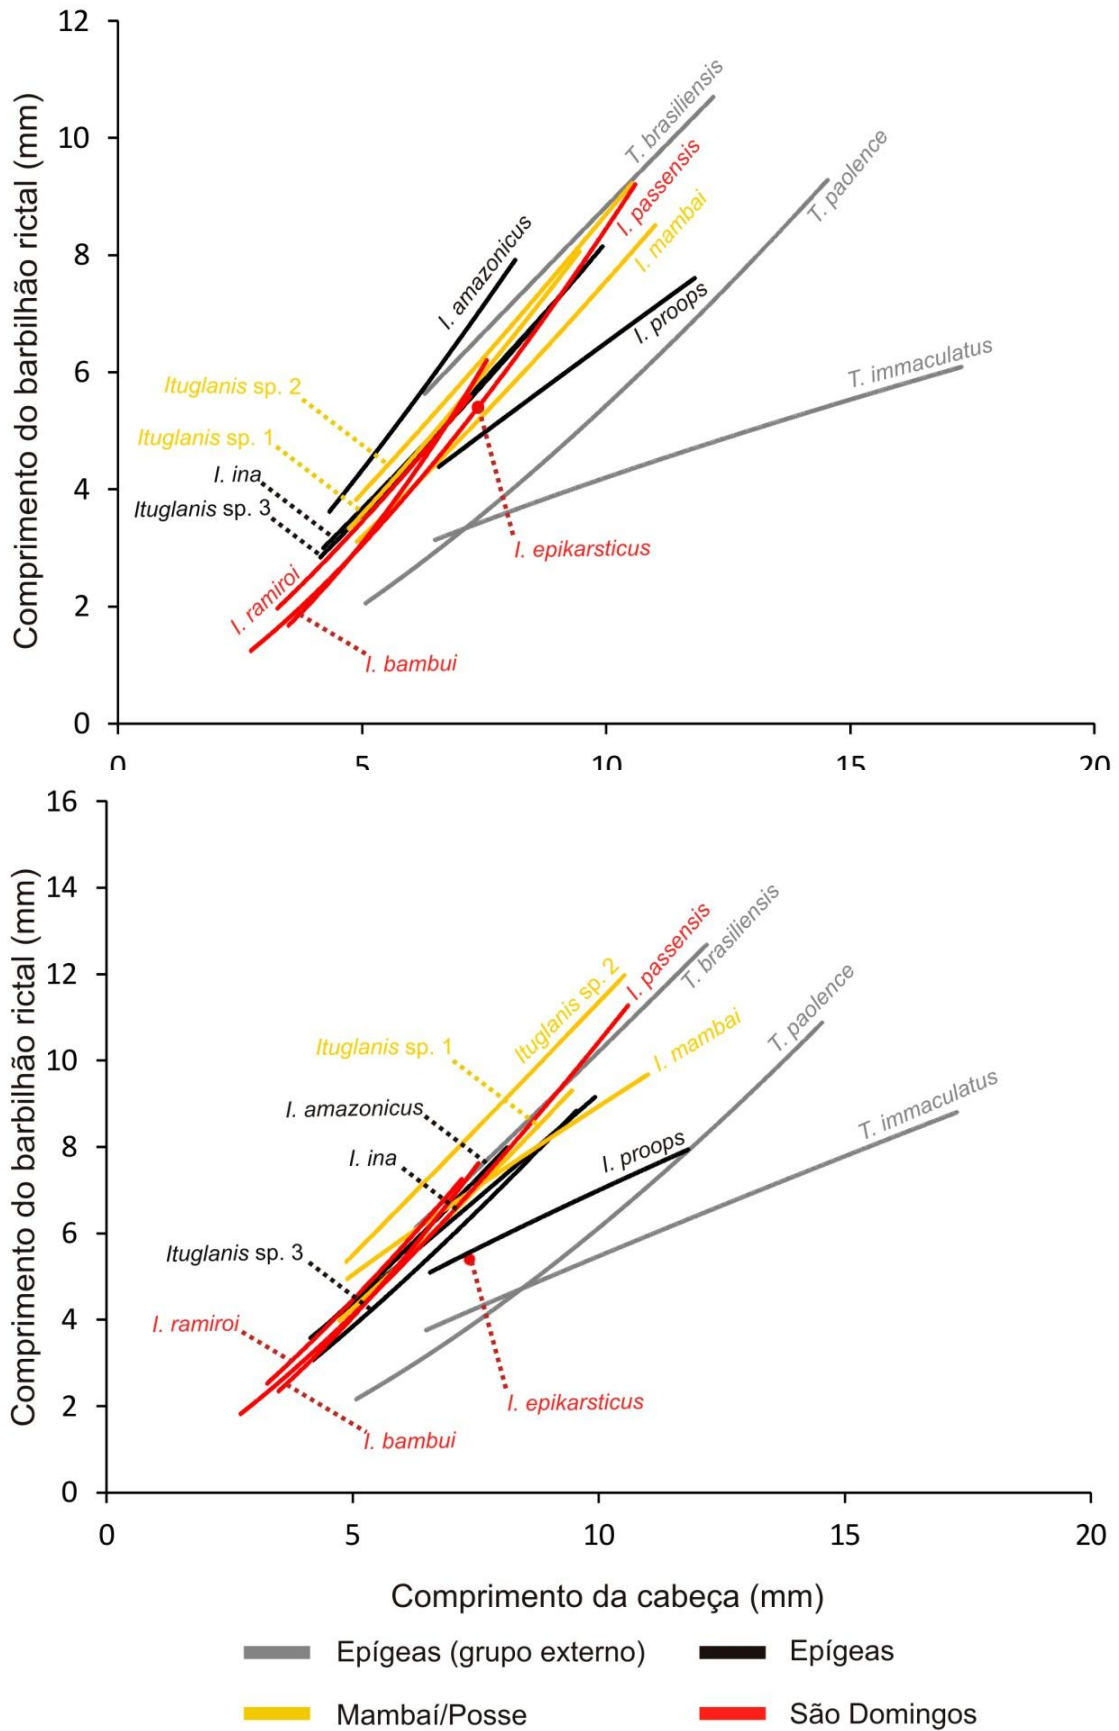 12
10
8
6
4
2
0
Comprimento do barbilhão rictal (mm)
T. brasiliensis
T. paolence
I. passensis
I. mambai
I. amazonicus
I. proops
T. immaculatus
Ituglanis sp. 2
Ituglanis sp. 1
I. ina
Ituglanis sp. 3
I. epikarsticus
I. ramiroi
I. bambui
0 5 10 15 20
16
14
12
10
8
6
4
2
0
Comprimento do barbilhão rictal (mm)
I. passensis
T. brasiliensis
Ituglanis sp. 2
T. paolence
Ituglanis sp. 1
I. mambai
I. amazonicus
T. immaculatus
I. ina
I. proops
Ituglanis sp. 3
I. ramiroi
I. epikarsticus
I. bambui
0 5 10 15 20
Comprimento da cabeça (mm)
Epígeas (grupo externo) Epígeas
Mambaí/Posse São Domingos